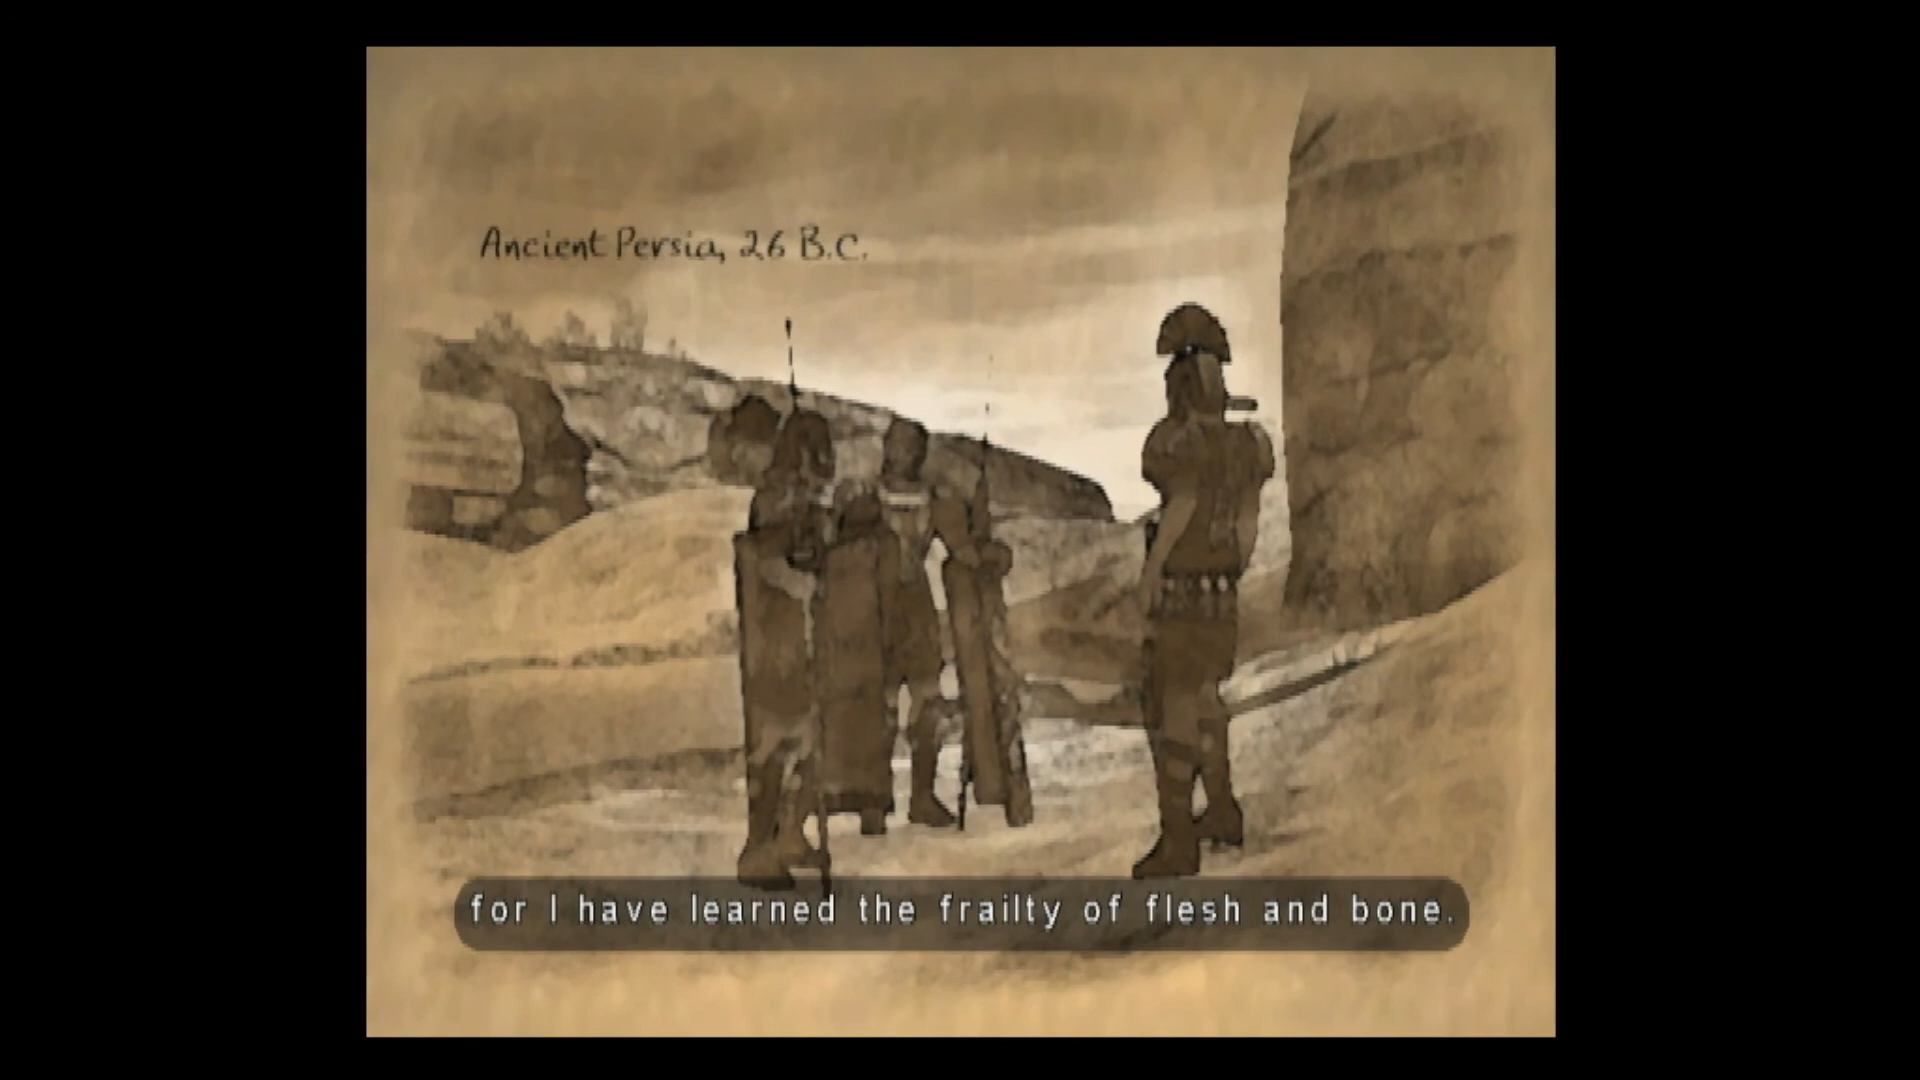 Ancient Persia, 26 B.C.
for I have learned the frailty of flesh and bone.